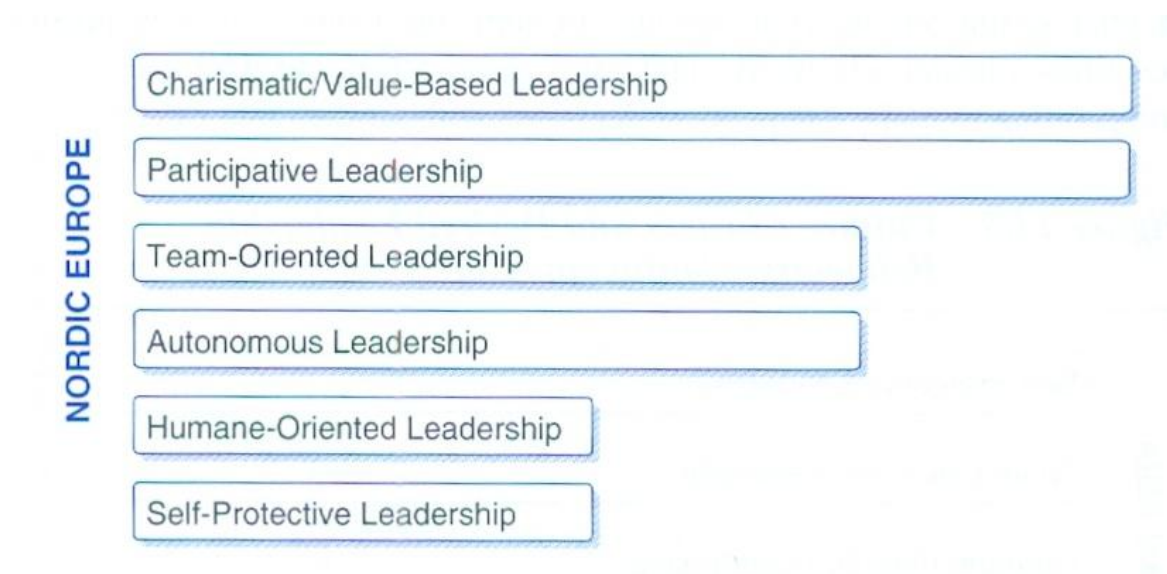 NORDIC EUROPE
Charismatic/Value-Based Leadership
Participative Leadership
Team-Oriented Leadership
Autonomous Leadership
Humane-Oriented Leadership
Self-Protective Leadership